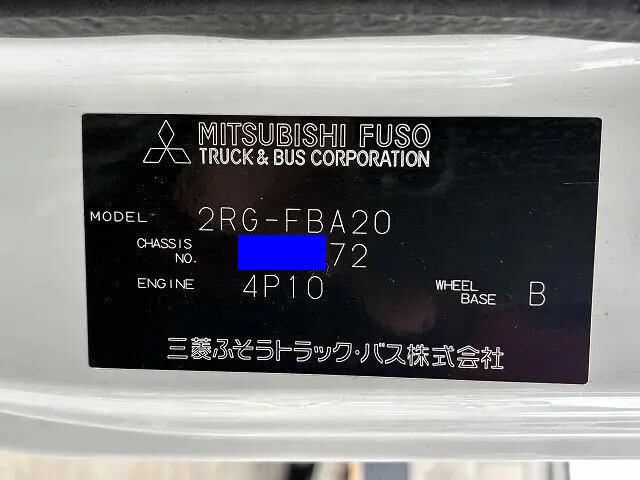 MITSUBISHI FUSO
TRUCK & BUS CORPORATION
MODEL 2RG-FBA20
CHASSIS NO. 72
ENGINE 4P10 WHEEL BASE B
三菱ふそうトラック・バス株式会社